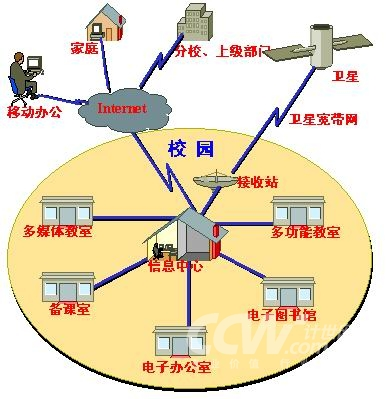 家庭
分校、上级部门
卫星
移动办公
Internet
卫星宽带网
校 园
接收站
多媒体教室
多功能教室
信息中心
备课室
电子图书馆
电子办公室
CCW